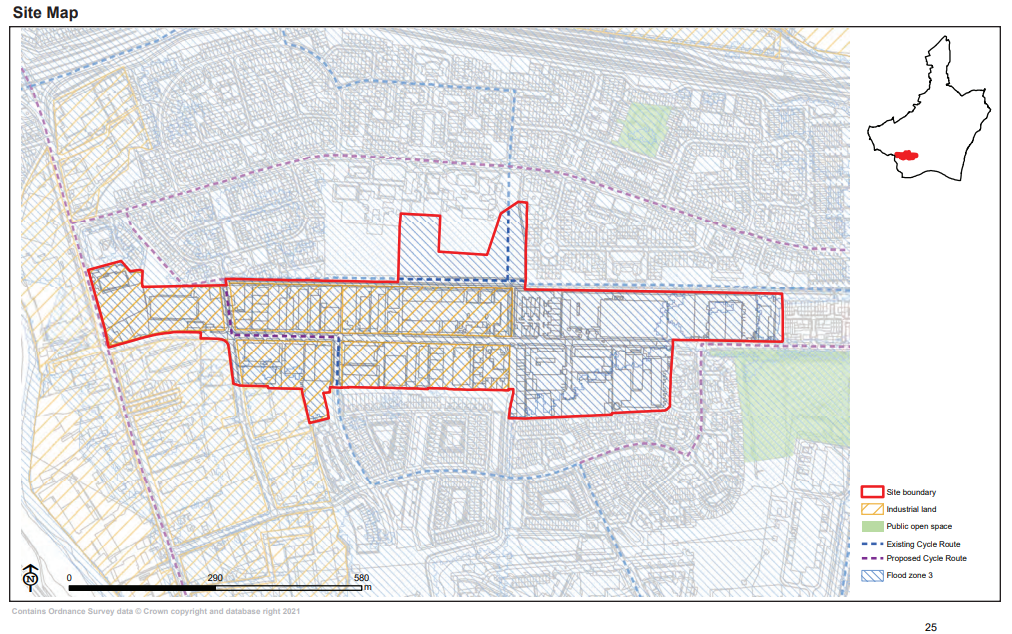 Site Map
Site boundary
Industrial land
Public open space
Existing Cycle Route
Proposed Cycle Route
Flood zone 3
N
0 290 580
m
Contains Ordnance Survey data © Crown copyright and database right 2021
25